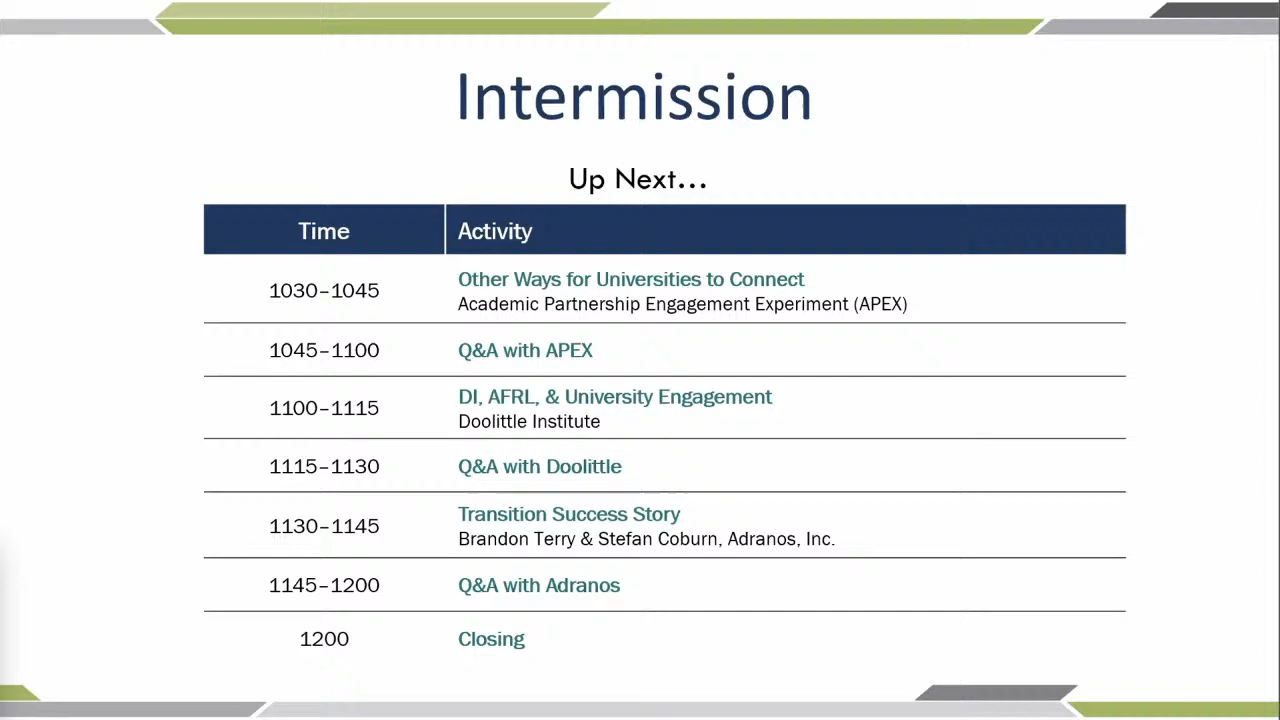 Intermission
Up Next...
Time Activity
1030–1045 Other Ways for Universities to Connect
Academic Partnership Engagement Experiment (APEX)
1045–1100 Q&A with APEX
1100–1115 DI, AFRL, & University Engagement
Doolittle Institute
1115–1130 Q&A with Doolittle
1130–1145 Transition Success Story
Brandon Terry & Stefan Coburn, Adranos, Inc.
1145–1200 Q&A with Adranos
1200 Closing